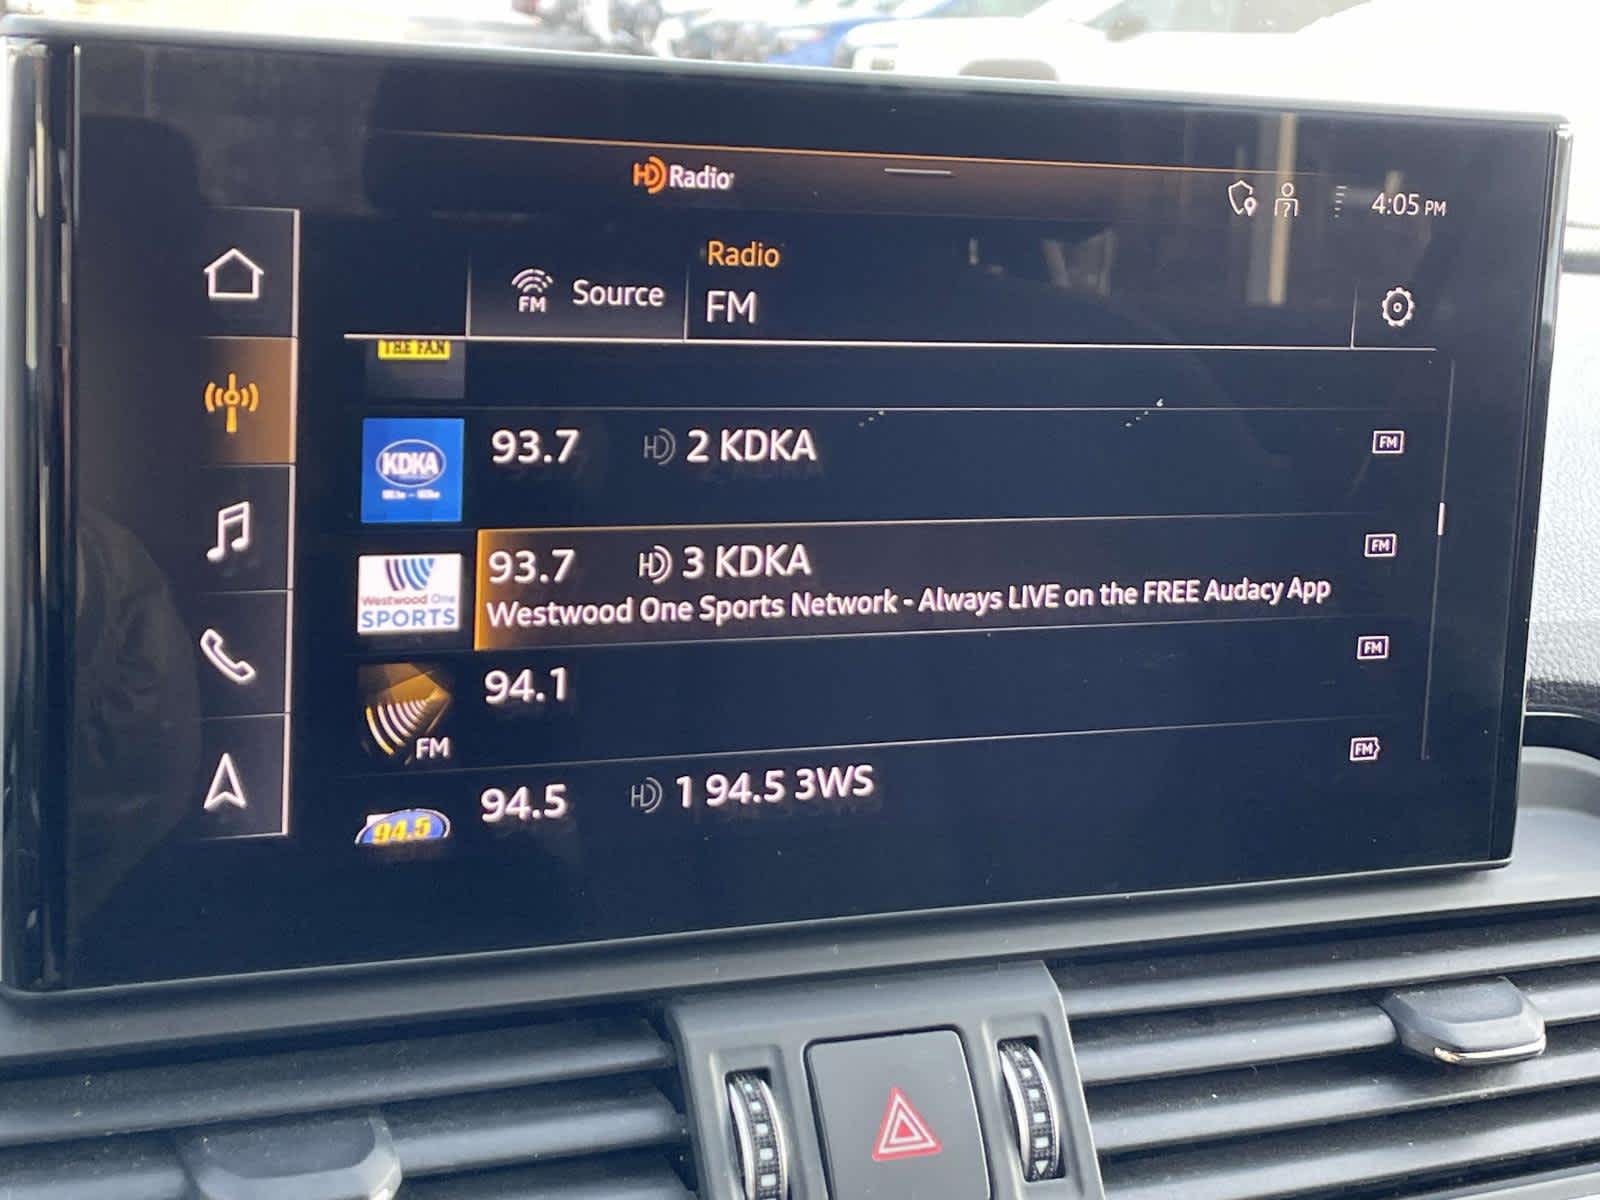 HD Radio
4:05 PM
Radio
FM Source
FM
THE FAN
93.7 HD 2 KDKA FM
KDKA
93.7 HD 3 KDKA FM
Westwood One Sports Network - Always LIVE on the FREE Audacy App
Westwood One
SPORTS
94.1 FM
FM
94.5 HD 1 94.5 3WS FM
94.5